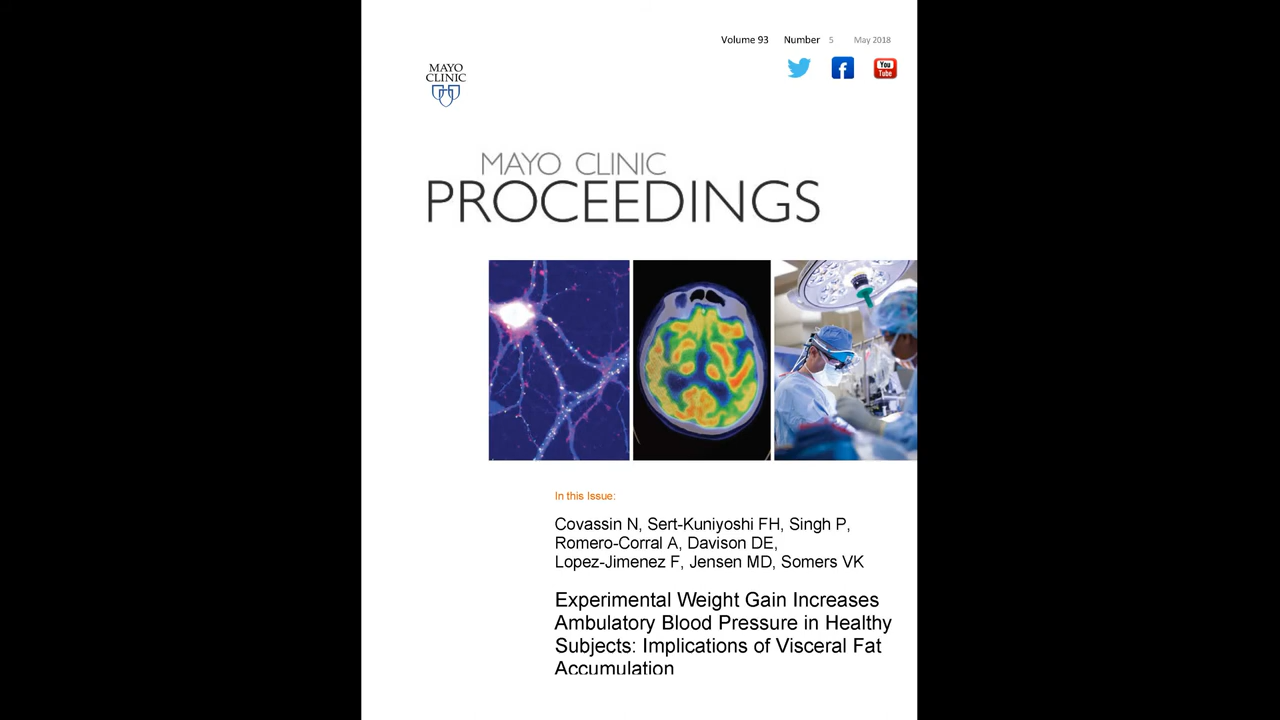 Volume 93 Number 5 May 2018
You
Tube
MAYO
CLINIC
MAYO CLINIC
PROCEEDINGS
In this Issue:
Covassin N, Sert-Kuniyoshi FH, Singh P,
Romero-Corral A, Davison DE,
Lopez-Jimenez F, Jensen MD, Somers VK
Experimental Weight Gain Increases
Ambulatory Blood Pressure in Healthy
Subjects: Implications of Visceral Fat
Accumulation